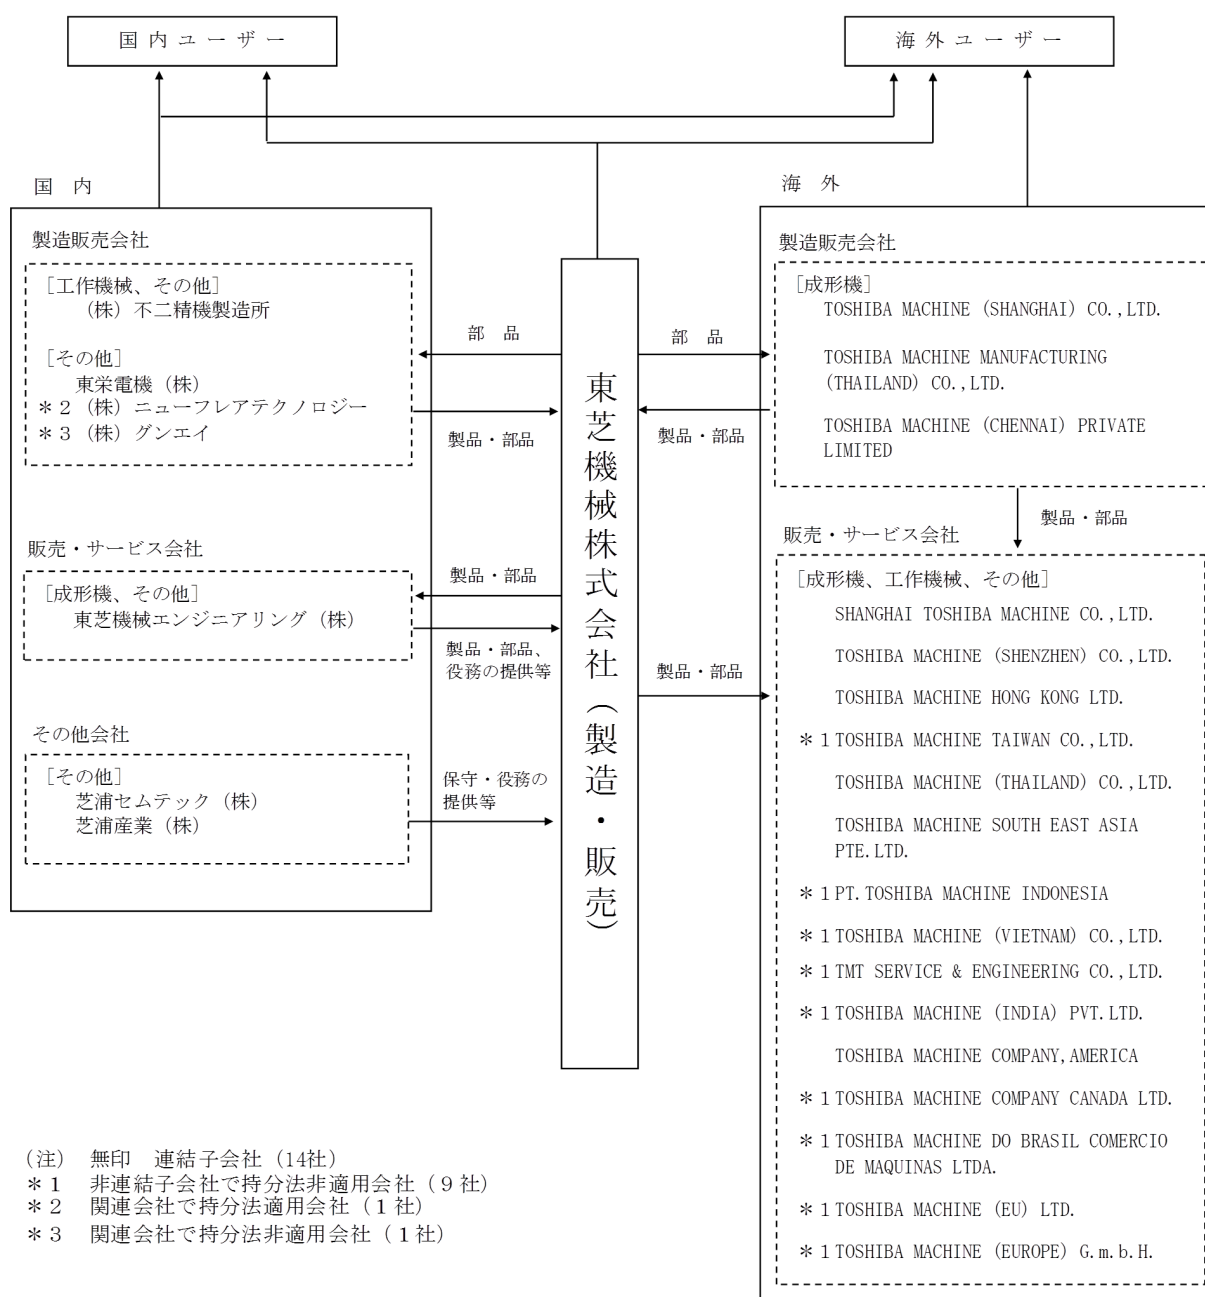 国内ユーザー
海外ユーザー
国　内
製造販売会社
［工作機械、その他］
（株）不二精機製造所
［その他］
東栄電機（株）
＊２（株）ニューフレアテクノロジー
＊３（株）グンエイ
販売・サービス会社
［成形機、その他］
東芝機械エンジニアリング（株）
その他会社
［その他］
芝浦セムテック（株）
芝浦産業（株）
部　品
製品・部品
製品・部品
製品・部品、
役務の提供等
保守・役務の
提供等
東芝機械株式会社（製造・販売）
部　品
製品・部品
製品・部品
海　外
製造販売会社
［成形機］
TOSHIBA MACHINE (SHANGHAI) CO.,LTD.
TOSHIBA MACHINE MANUFACTURING
(THAILAND) CO.,LTD.
TOSHIBA MACHINE (CHENNAI) PRIVATE
LIMITED
製品・部品
販売・サービス会社
［成形機、工作機械、その他］
SHANGHAI TOSHIBA MACHINE CO.,LTD.
TOSHIBA MACHINE (SHENZHEN) CO.,LTD.
TOSHIBA MACHINE HONG KONG LTD.
＊１TOSHIBA MACHINE TAIWAN CO.,LTD.
TOSHIBA MACHINE (THAILAND) CO.,LTD.
TOSHIBA MACHINE SOUTH EAST ASIA
PTE.LTD.
＊１PT.TOSHIBA MACHINE INDONESIA
＊１TOSHIBA MACHINE (VIETNAM) CO.,LTD.
＊１TMT SERVICE & ENGINEERING CO.,LTD.
＊１TOSHIBA MACHINE (INDIA) PVT.LTD.
TOSHIBA MACHINE COMPANY,AMERICA
＊１TOSHIBA MACHINE COMPANY CANADA LTD.
＊１TOSHIBA MACHINE DO BRASIL COMERCIO
DE MAQUINAS LTDA.
＊１TOSHIBA MACHINE (EU) LTD.
＊１TOSHIBA MACHINE (EUROPE) G.m.b.H.
（注）　無印　連結子会社（14社）
＊１　非連結子会社で持分法非適用会社（９社）
＊２　関連会社で持分法適用会社（１社）
＊３　関連会社で持分法非適用会社（１社）